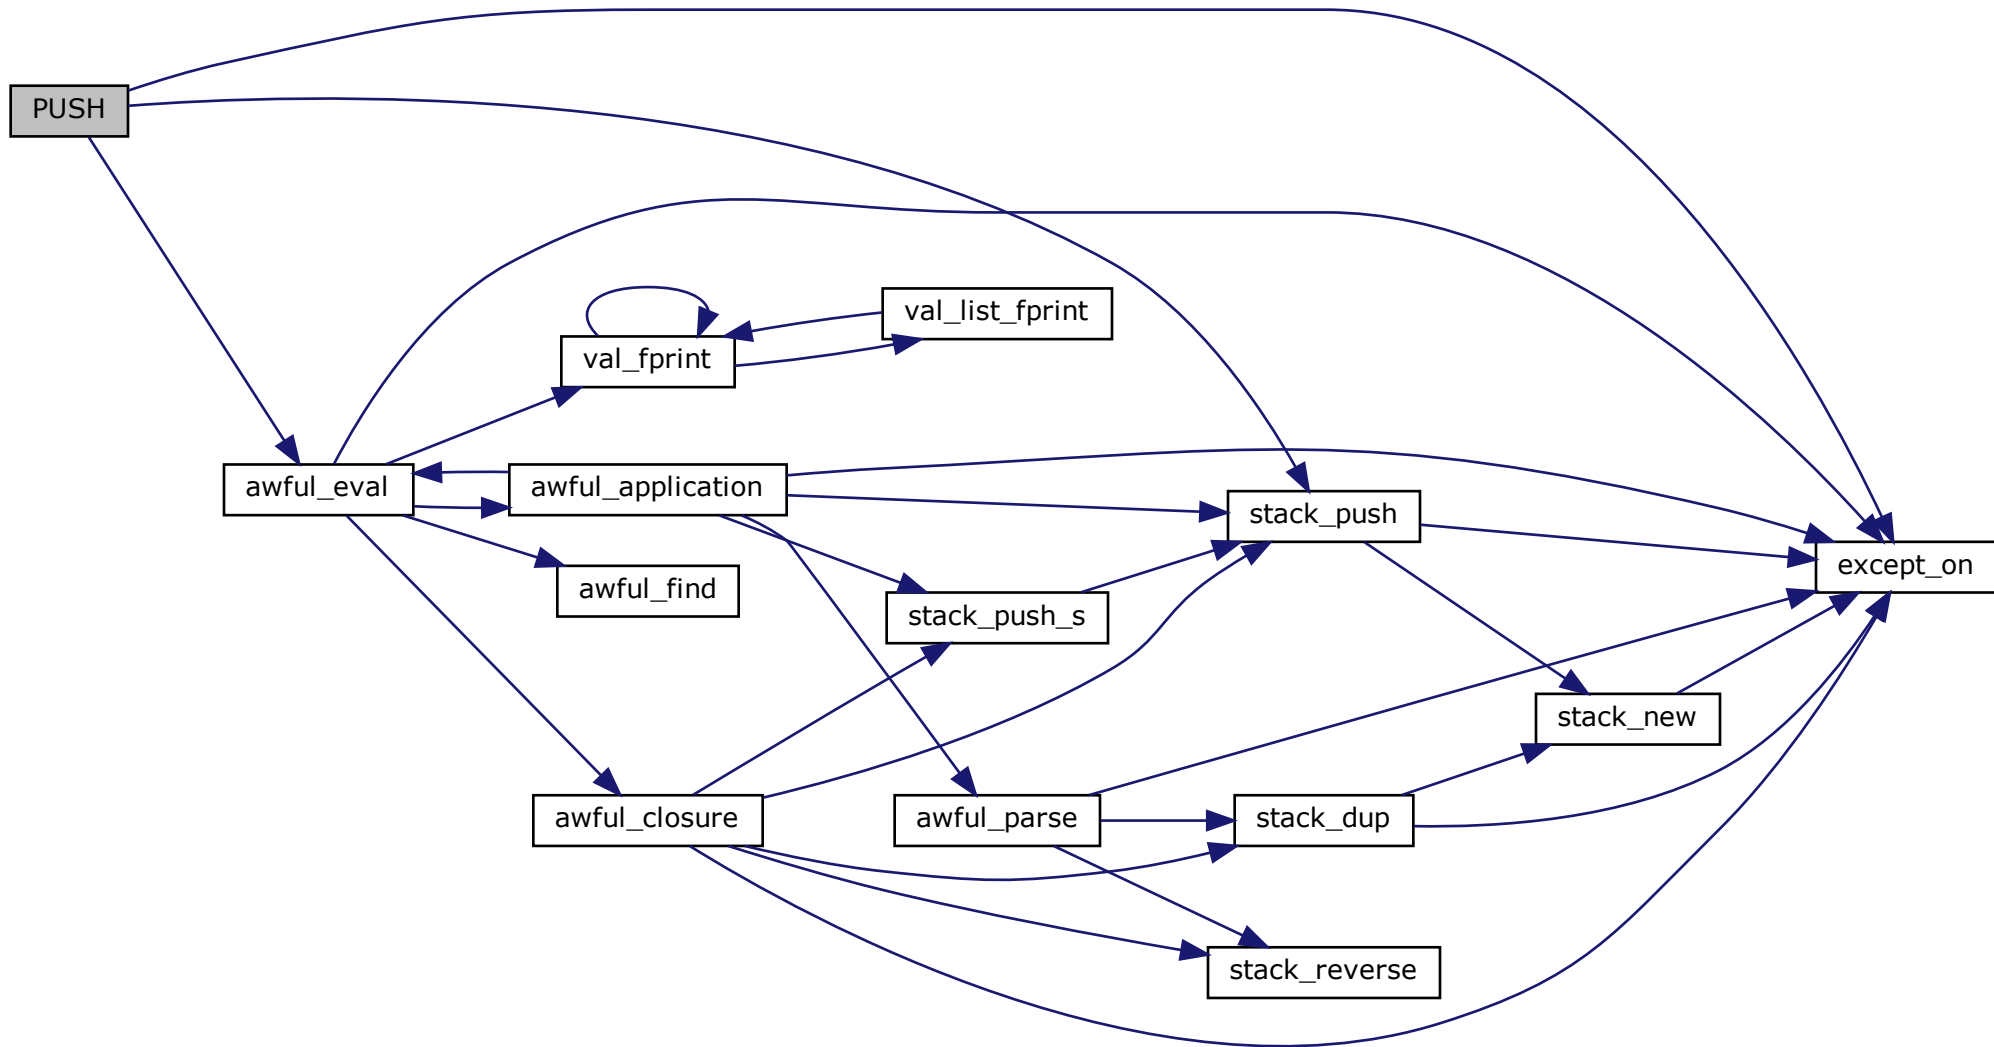 PUSH
val_list_fprint
val_fprint
awful_eval
awful_application
stack_push
except_on
awful_find
stack_push_s
stack_new
awful_closure
awful_parse
stack_dup
stack_reverse